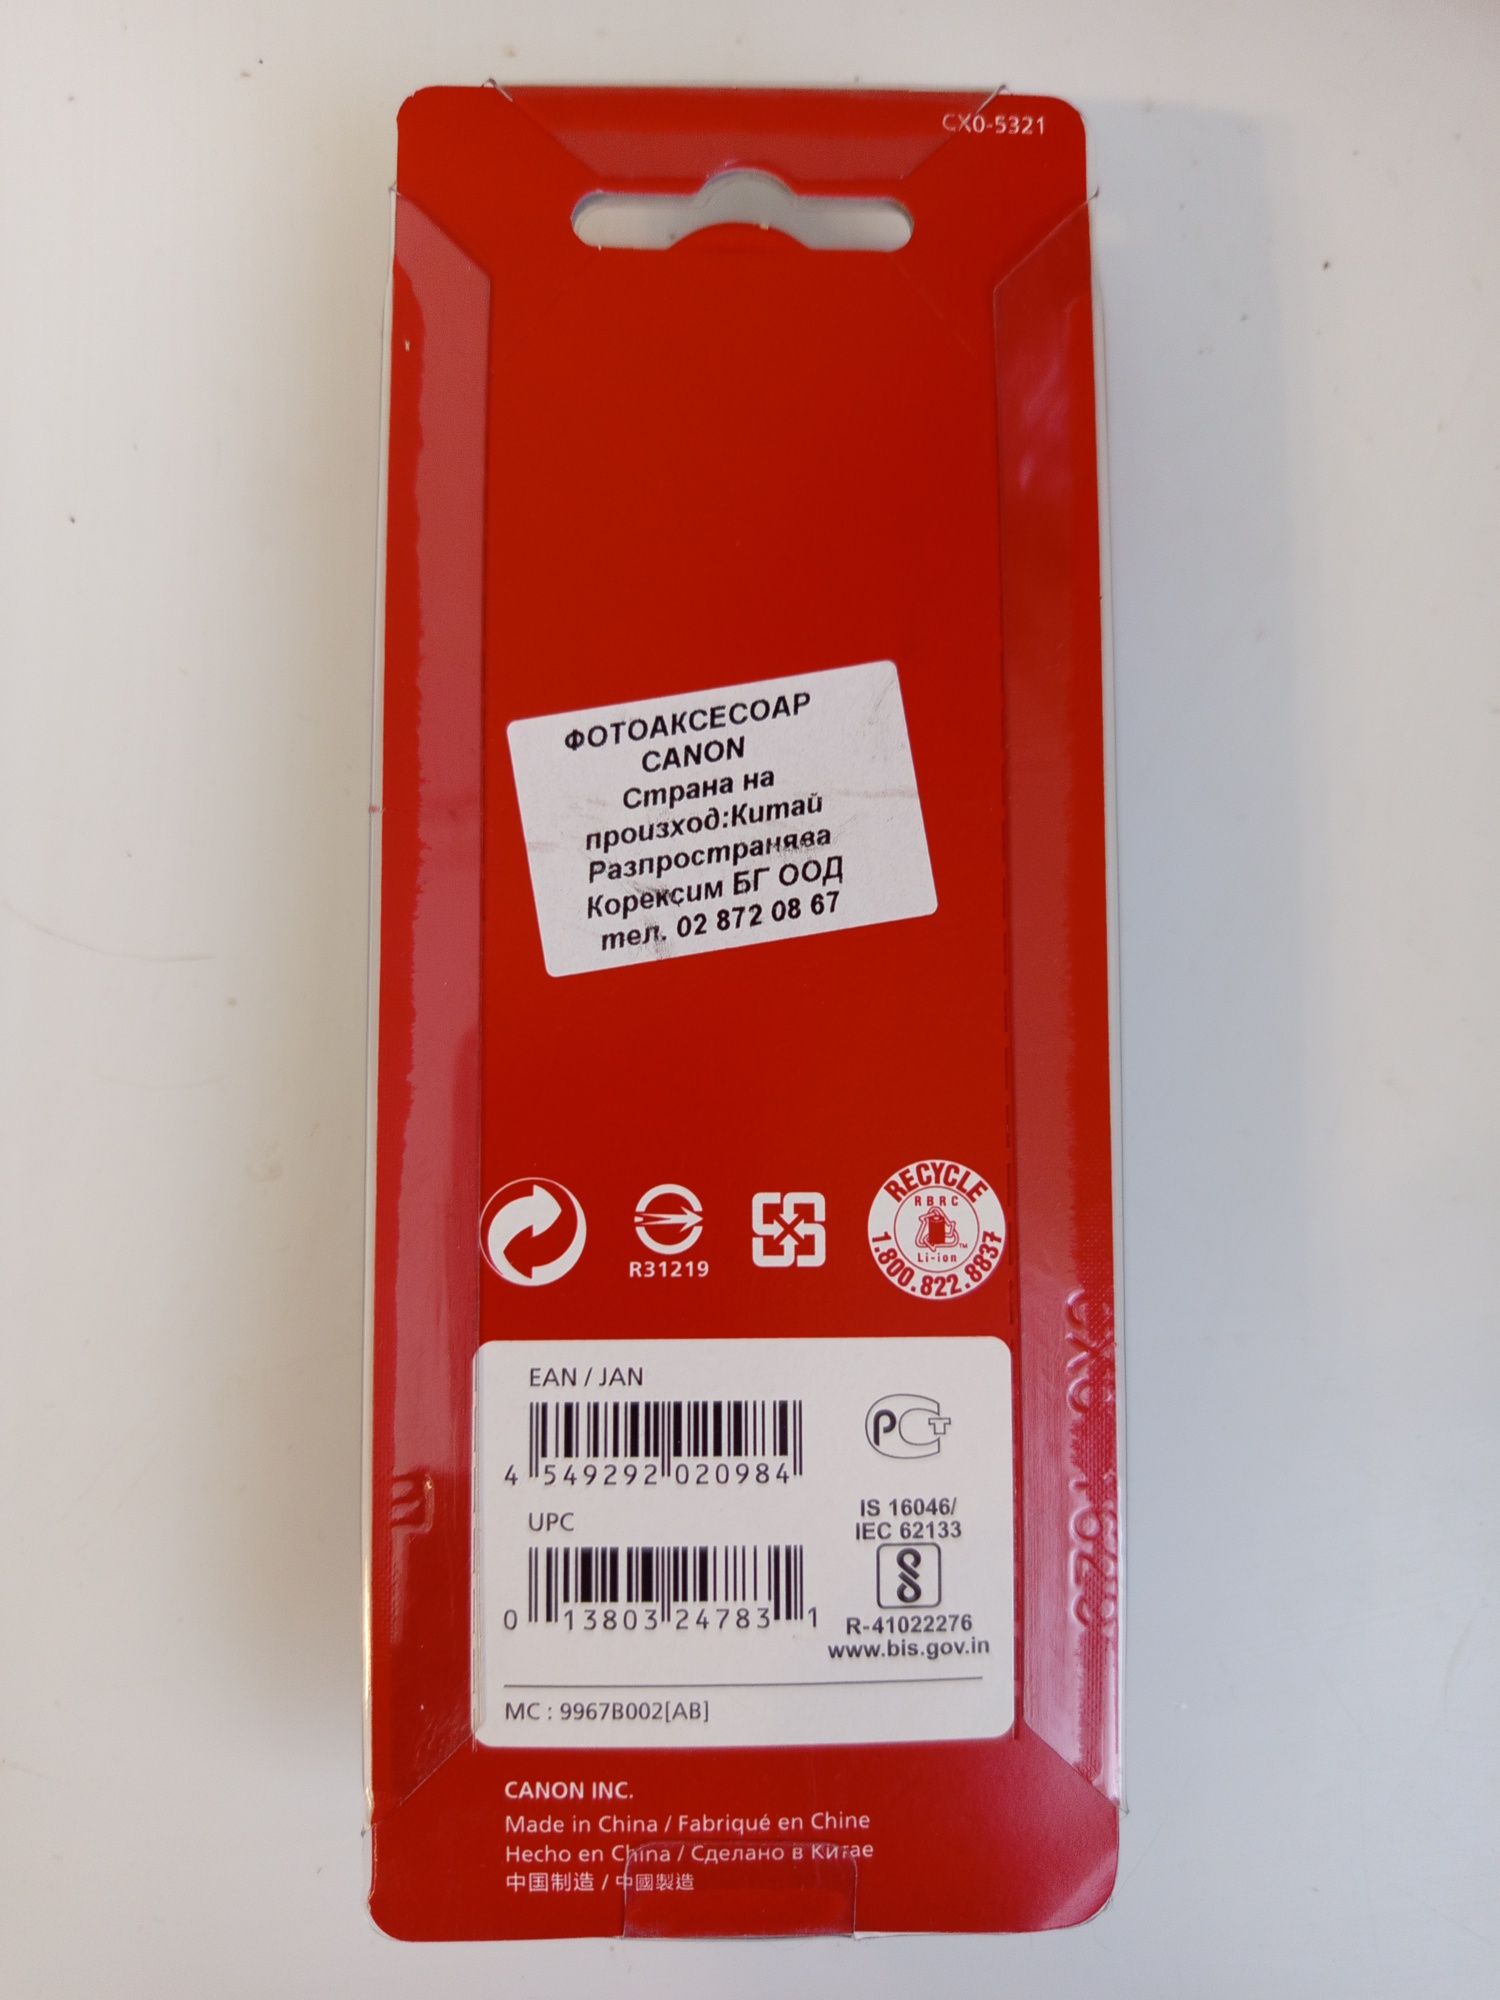 CX0-5321
ФОТОАКСЕСОАР
CANON
Страна на
произход:Китай
Разпространява
Корексим БГ ООД
тел. 02 872 08 67
RECYCLE
RBRC
Li-ion
1.800.822.8837
R31219
EAN / JAN
4 549292 020984
PCT
UPC
0 13803 24783 1
IS 16046/
IEC 62133
R-41022276
www.bis.gov.in
MC : 9967B002[AB]
CANON INC.
Made in China / Fabriqué en Chine
Hecho en China / Сделано в Китае
中国制造 / 中國製造